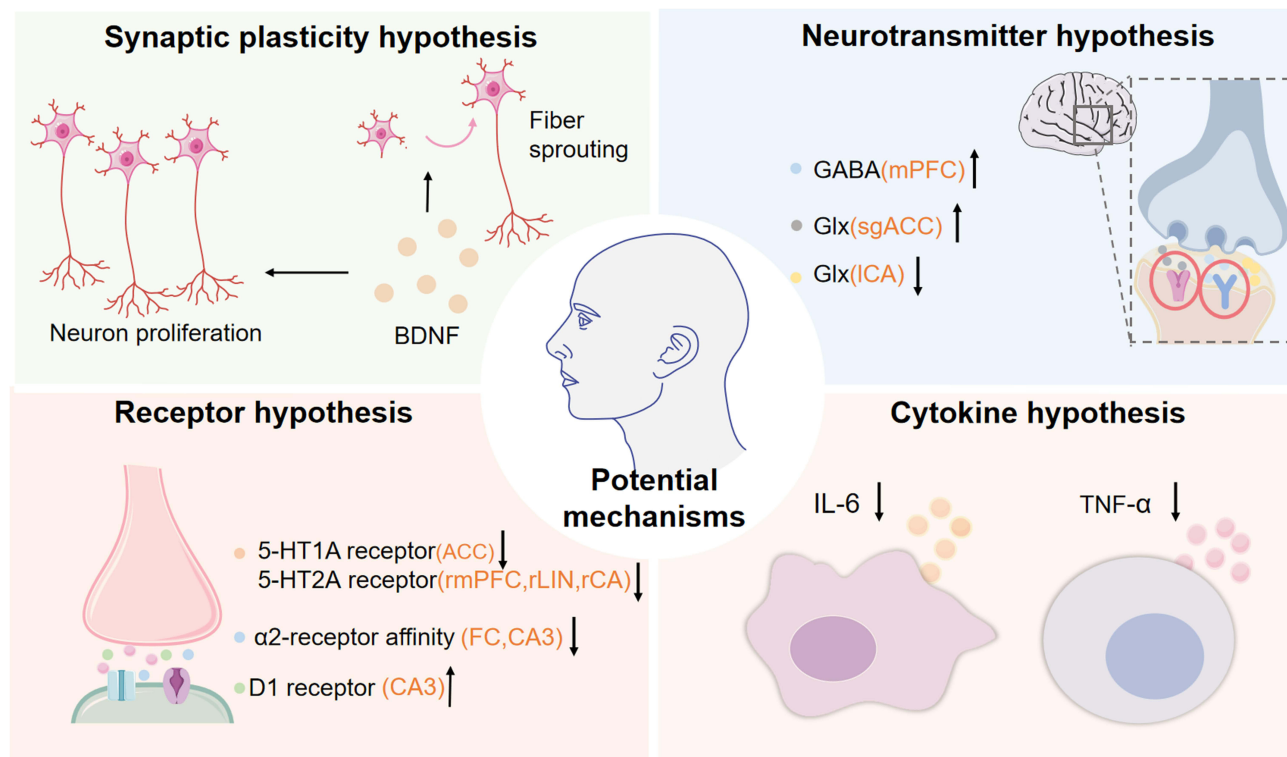 Synaptic plasticity hypothesis
Fiber
sprouting
Neuron proliferation
BDNF
Neurotransmitter hypothesis
GABA(mPFC)
Glx(sgACC)
Glx(ICA)
Potential
mechanisms
Receptor hypothesis
5-HT1A receptor(ACC)
5-HT2A receptor(rmPFC,rLIN,rCA)
α2-receptor affinity (FC,CA3)
D1 receptor (CA3)
Cytokine hypothesis
IL-6
TNF-α